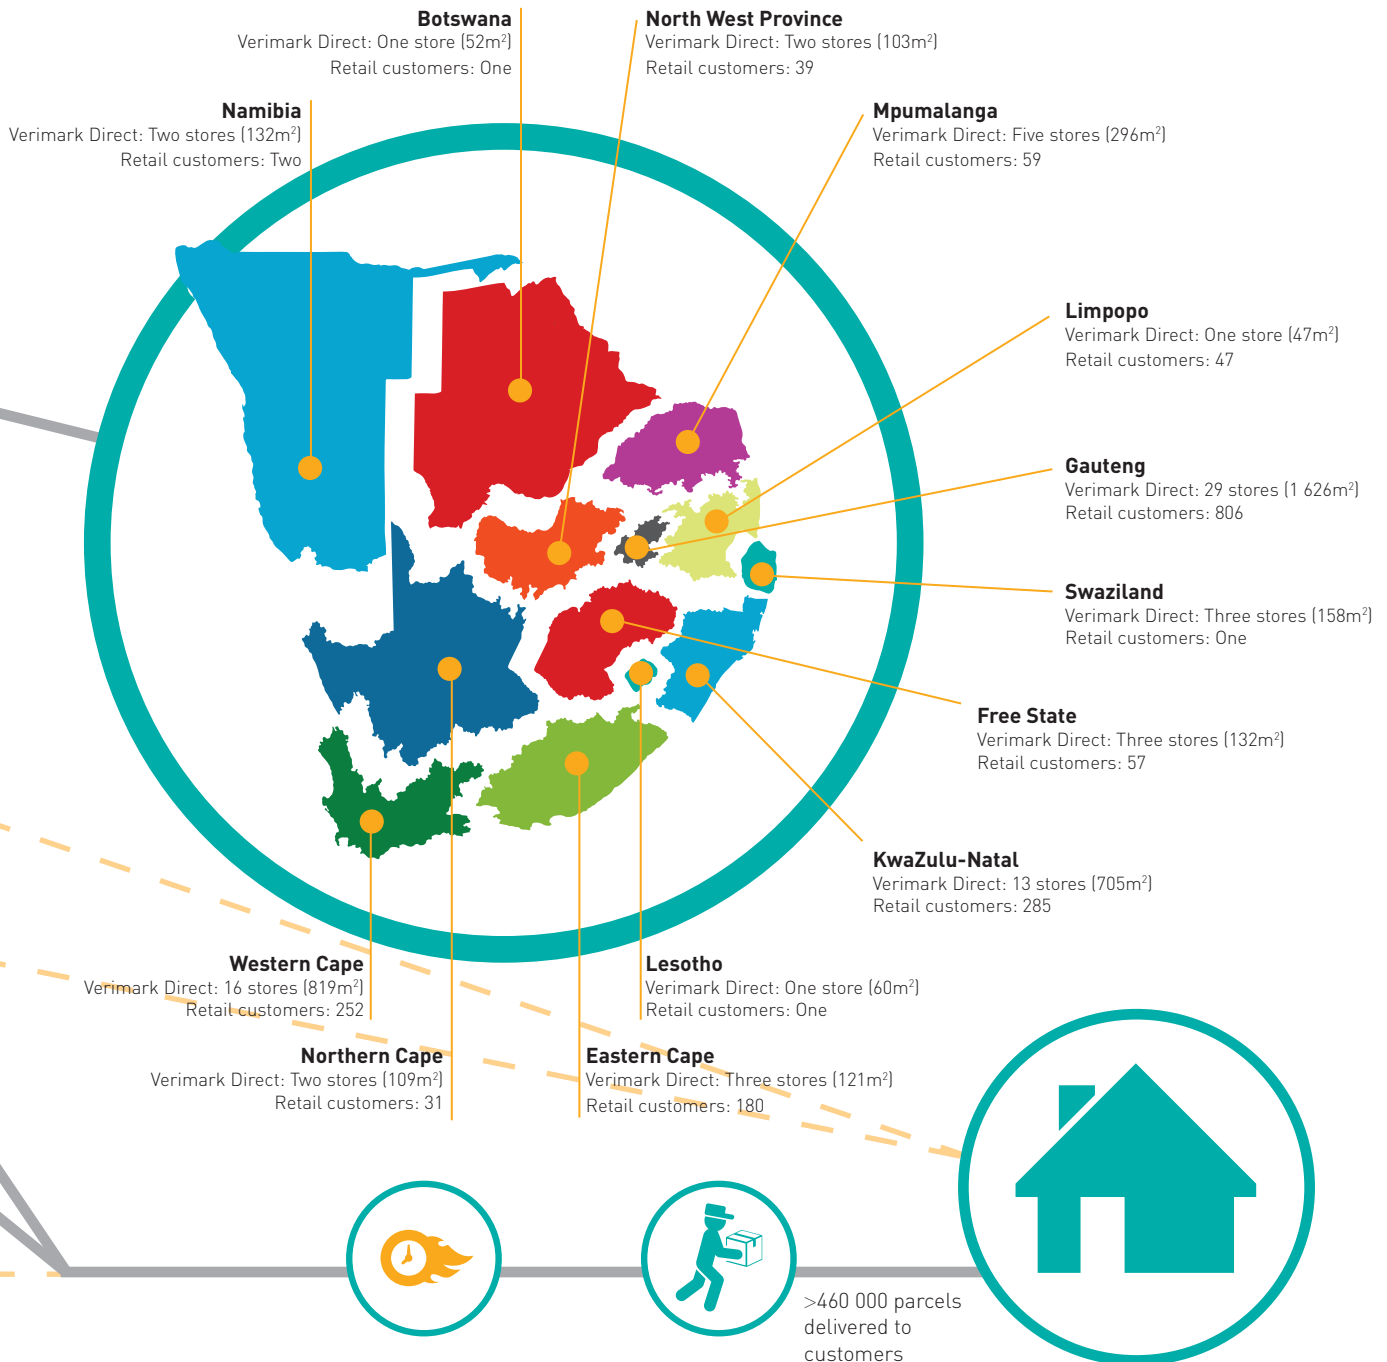 Botswana
Verimark Direct: One store (52m²)
Retail customers: One
North West Province
Verimark Direct: Two stores (103m²)
Retail customers: 39
Namibia
Verimark Direct: Two stores (132m²)
Retail customers: Two
Mpumalanga
Verimark Direct: Five stores (296m²)
Retail customers: 59
Limpopo
Verimark Direct: One store (47m²)
Retail customers: 47
Gauteng
Verimark Direct: 29 stores (1 626m²)
Retail customers: 806
Swaziland
Verimark Direct: Three stores (158m²)
Retail customers: One
Free State
Verimark Direct: Three stores (132m²)
Retail customers: 57
KwaZulu-Natal
Verimark Direct: 13 stores (705m²)
Retail customers: 285
Western Cape
Verimark Direct: 16 stores (819m²)
Retail customers: 252
Lesotho
Verimark Direct: One store (60m²)
Retail customers: One
Northern Cape
Verimark Direct: Two stores (109m²)
Retail customers: 31
Eastern Cape
Verimark Direct: Three stores (121m²)
Retail customers: 180
>460 000 parcels
delivered to
customers